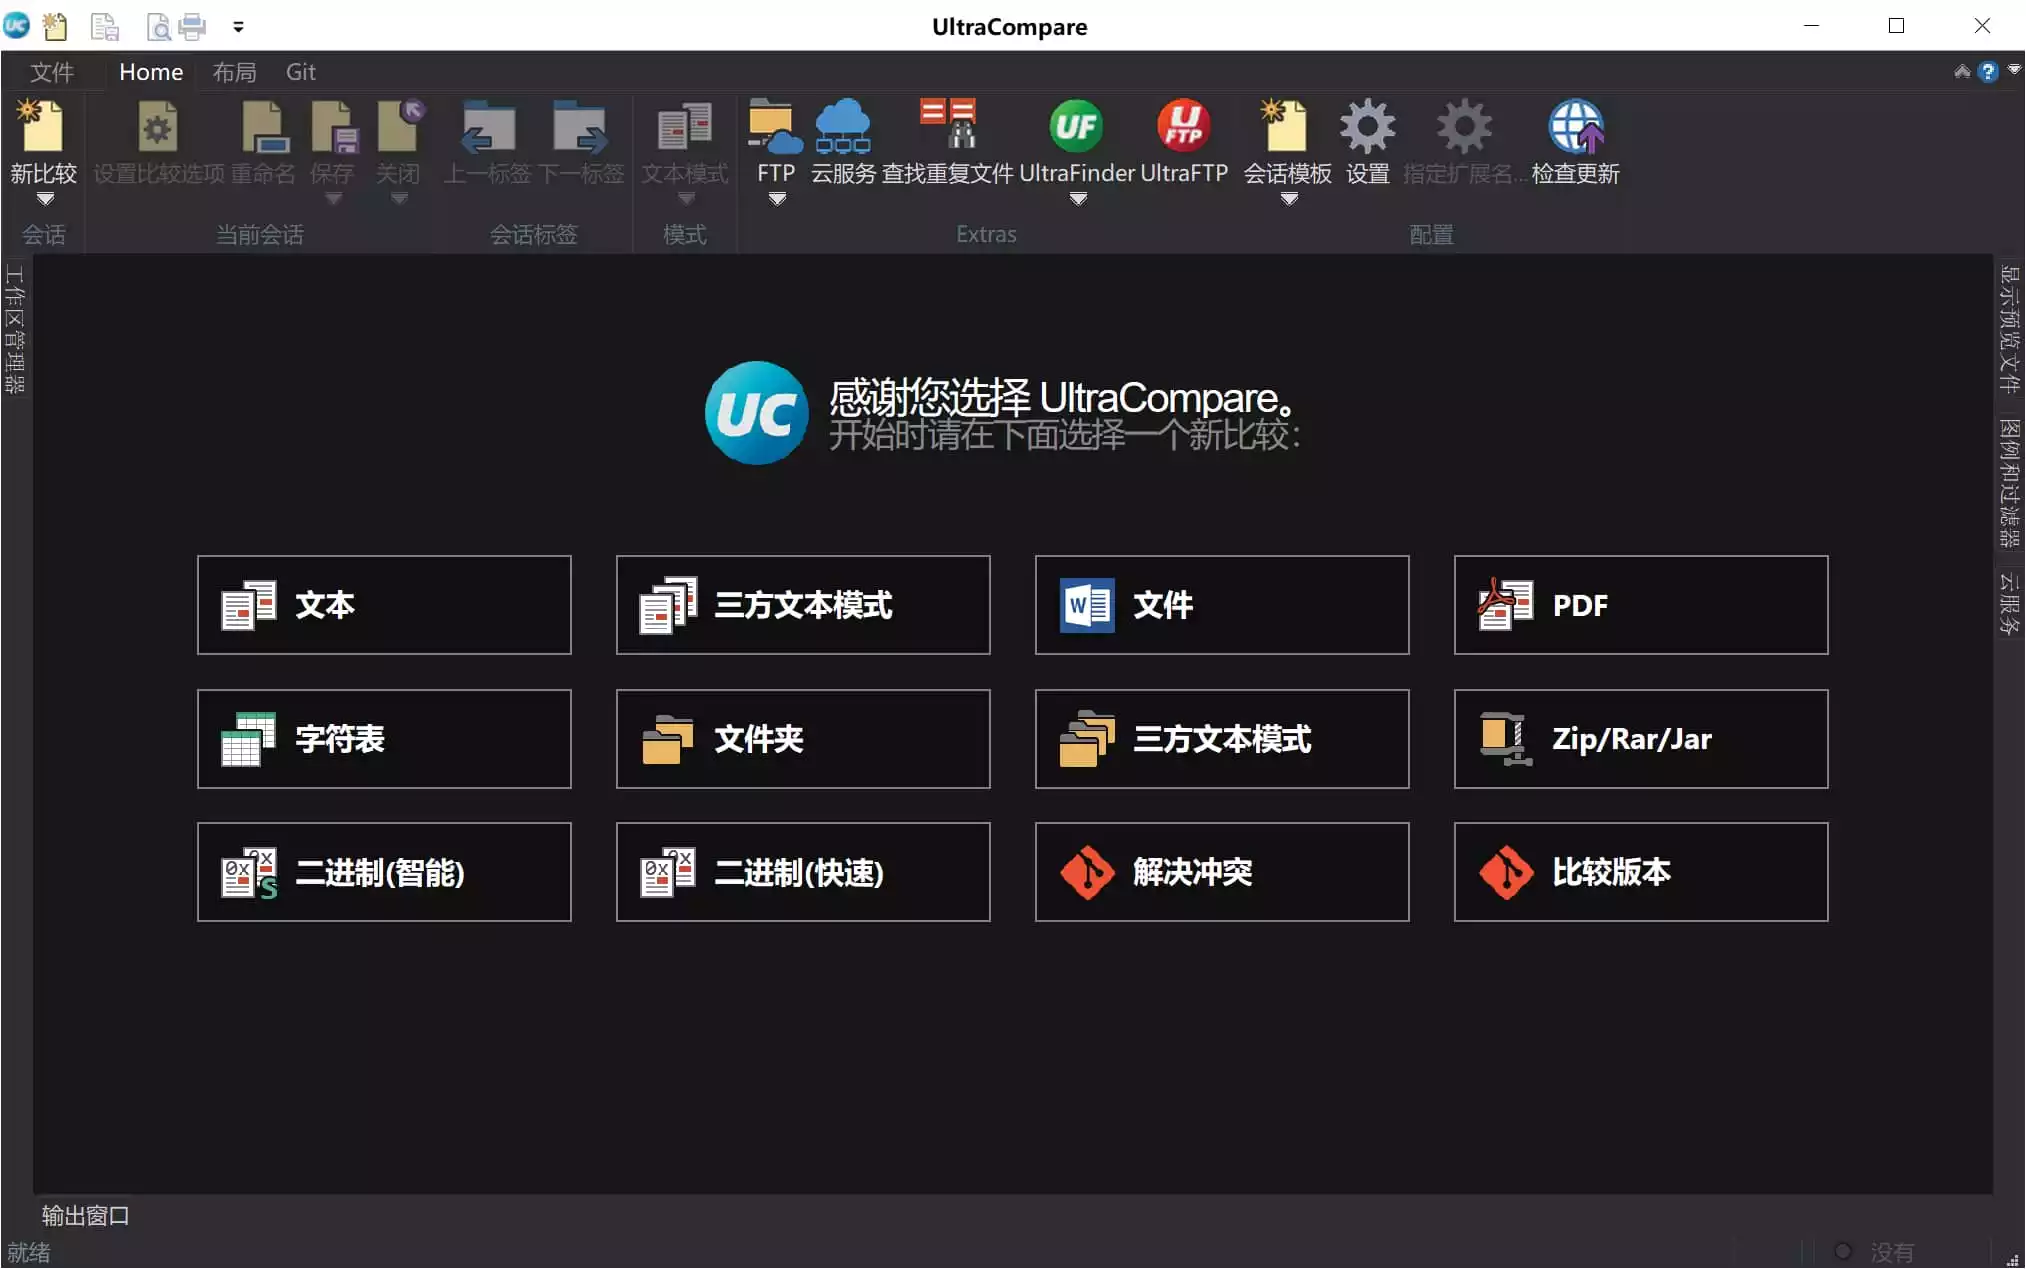 UC
UltraCompare
文件 Home 布局 Git
UF
U
FTP
新比较 设置比较选项 重命名 保存 关闭 上一标签 下一标签 文本模式 FTP 云服务 查找重复文件 UltraFinder UltraFTP 会话模板 设置 指定扩展名... 检查更新
会话 当前会话 会话标签 模式 Extras 配置
工作区管理器
显示预览文件
图例和过滤器
云服务
UC
感谢您选择 UltraCompare。
开始时请在下面选择一个新比较:
文本 三方文本模式 W 文件 PDF
字符表 文件夹 三方文本模式 Zip/Rar/Jar
0x 0x S 二进制(智能) 0x 0x 二进制(快速) 解决冲突 比较版本
输出窗口
就绪 没有